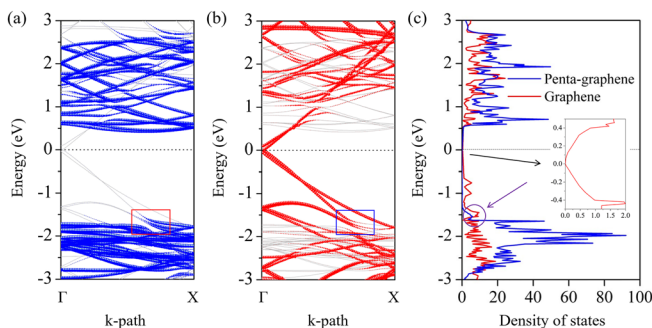 (a)
(b)
(c)
3
2
1
0
-1
-2
-3
Energy (eV)
Γ
X
k-path
3
2
1
0
-1
-2
-3
Energy (eV)
Γ
X
k-path
3
2
1
0
-1
-2
-3
Energy (eV)
Penta-graphene
Graphene
0.4
0.2
0.0
-0.2
-0.4
0.0 0.5 1.0 1.5 2.0
0 20 40 60 80 100
Density of states